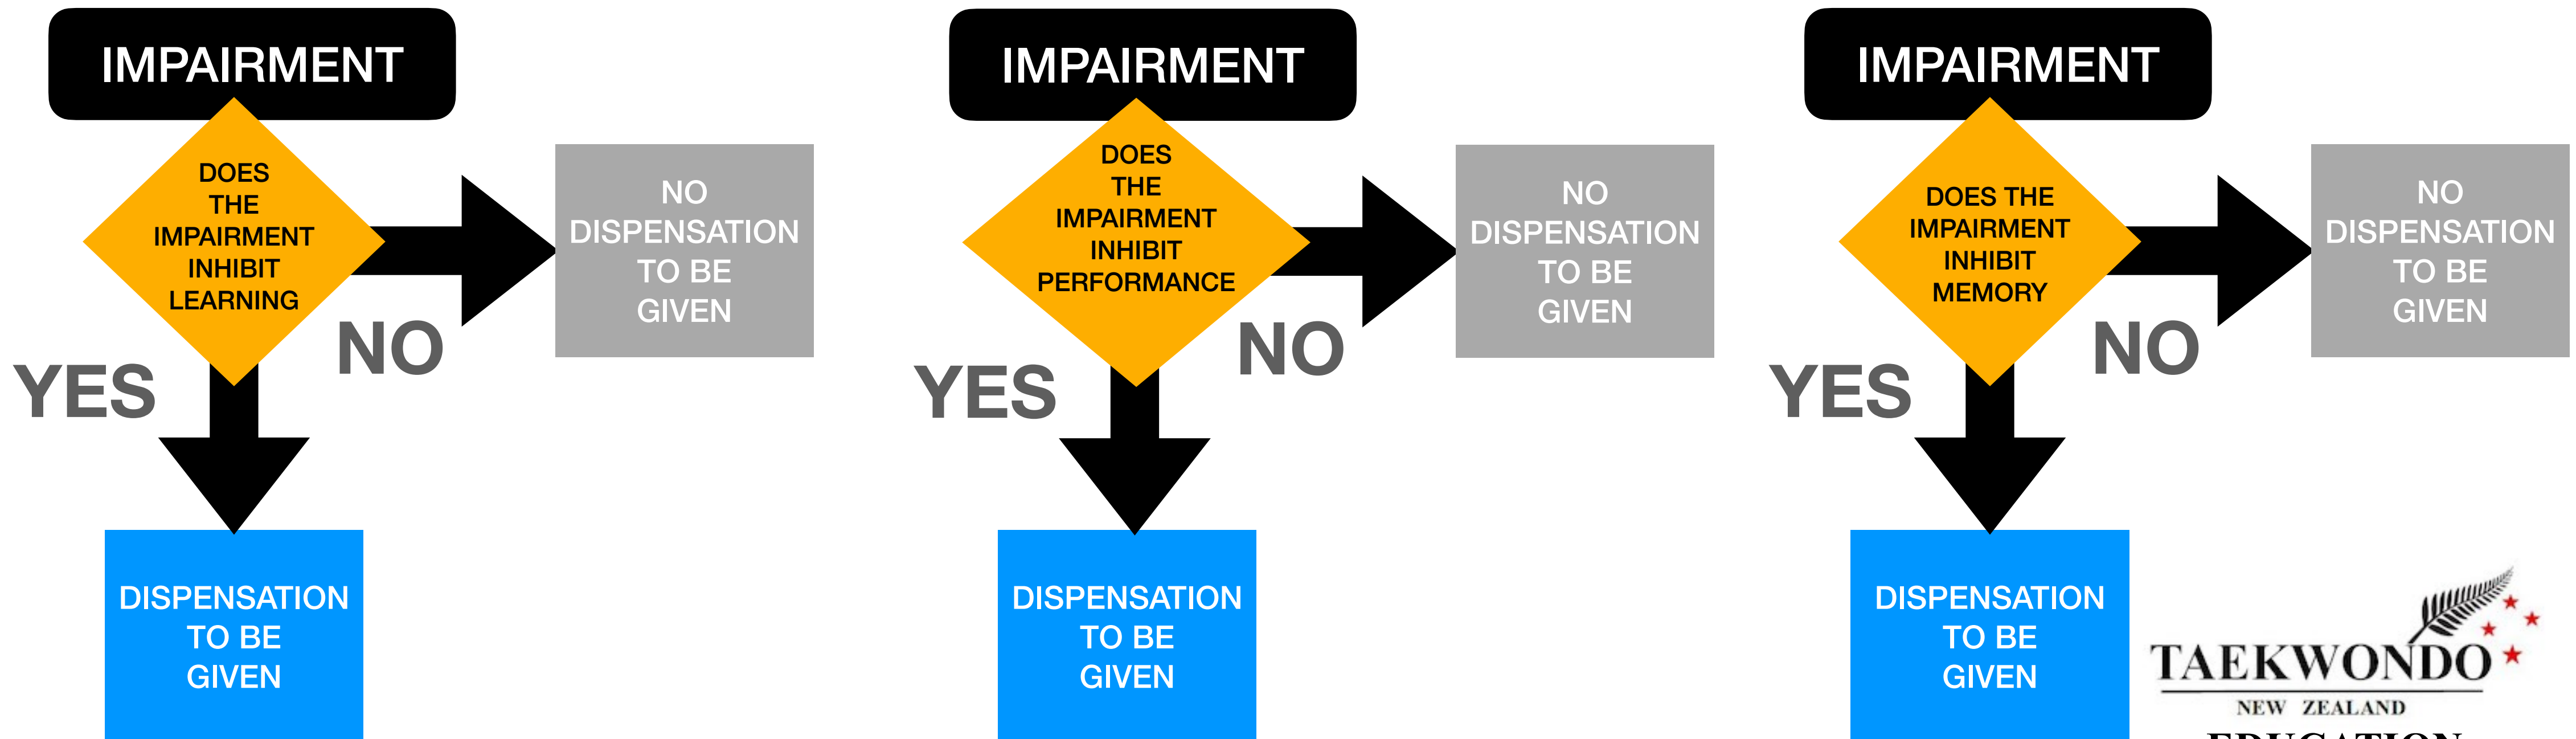 IMPAIRMENT
DOES
THE
IMPAIRMENT
INHIBIT
LEARNING
NO
DISPENSATION
TO BE
GIVEN
NO
YES
DISPENSATION
TO BE
GIVEN
IMPAIRMENT
DOES
THE
IMPAIRMENT
INHIBIT
PERFORMANCE
NO
DISPENSATION
TO BE
GIVEN
NO
YES
DISPENSATION
TO BE
GIVEN
IMPAIRMENT
DOES THE
IMPAIRMENT
INHIBIT
MEMORY
NO
DISPENSATION
TO BE
GIVEN
NO
YES
DISPENSATION
TO BE
GIVEN
TAEKWONDO
NEW ZEALAND
EDUCATION